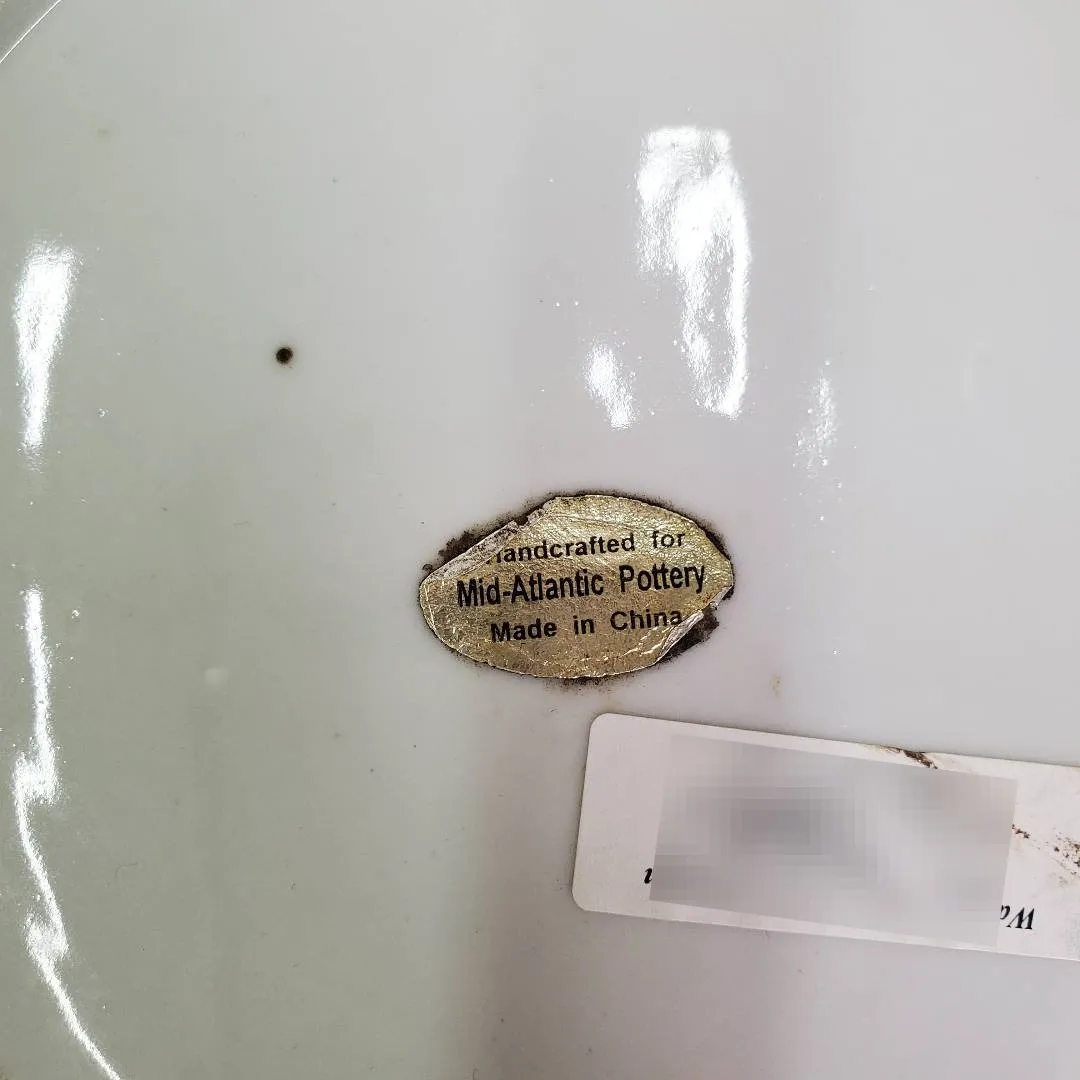 Handcrafted for
Mid-Atlantic Pottery
Made in China